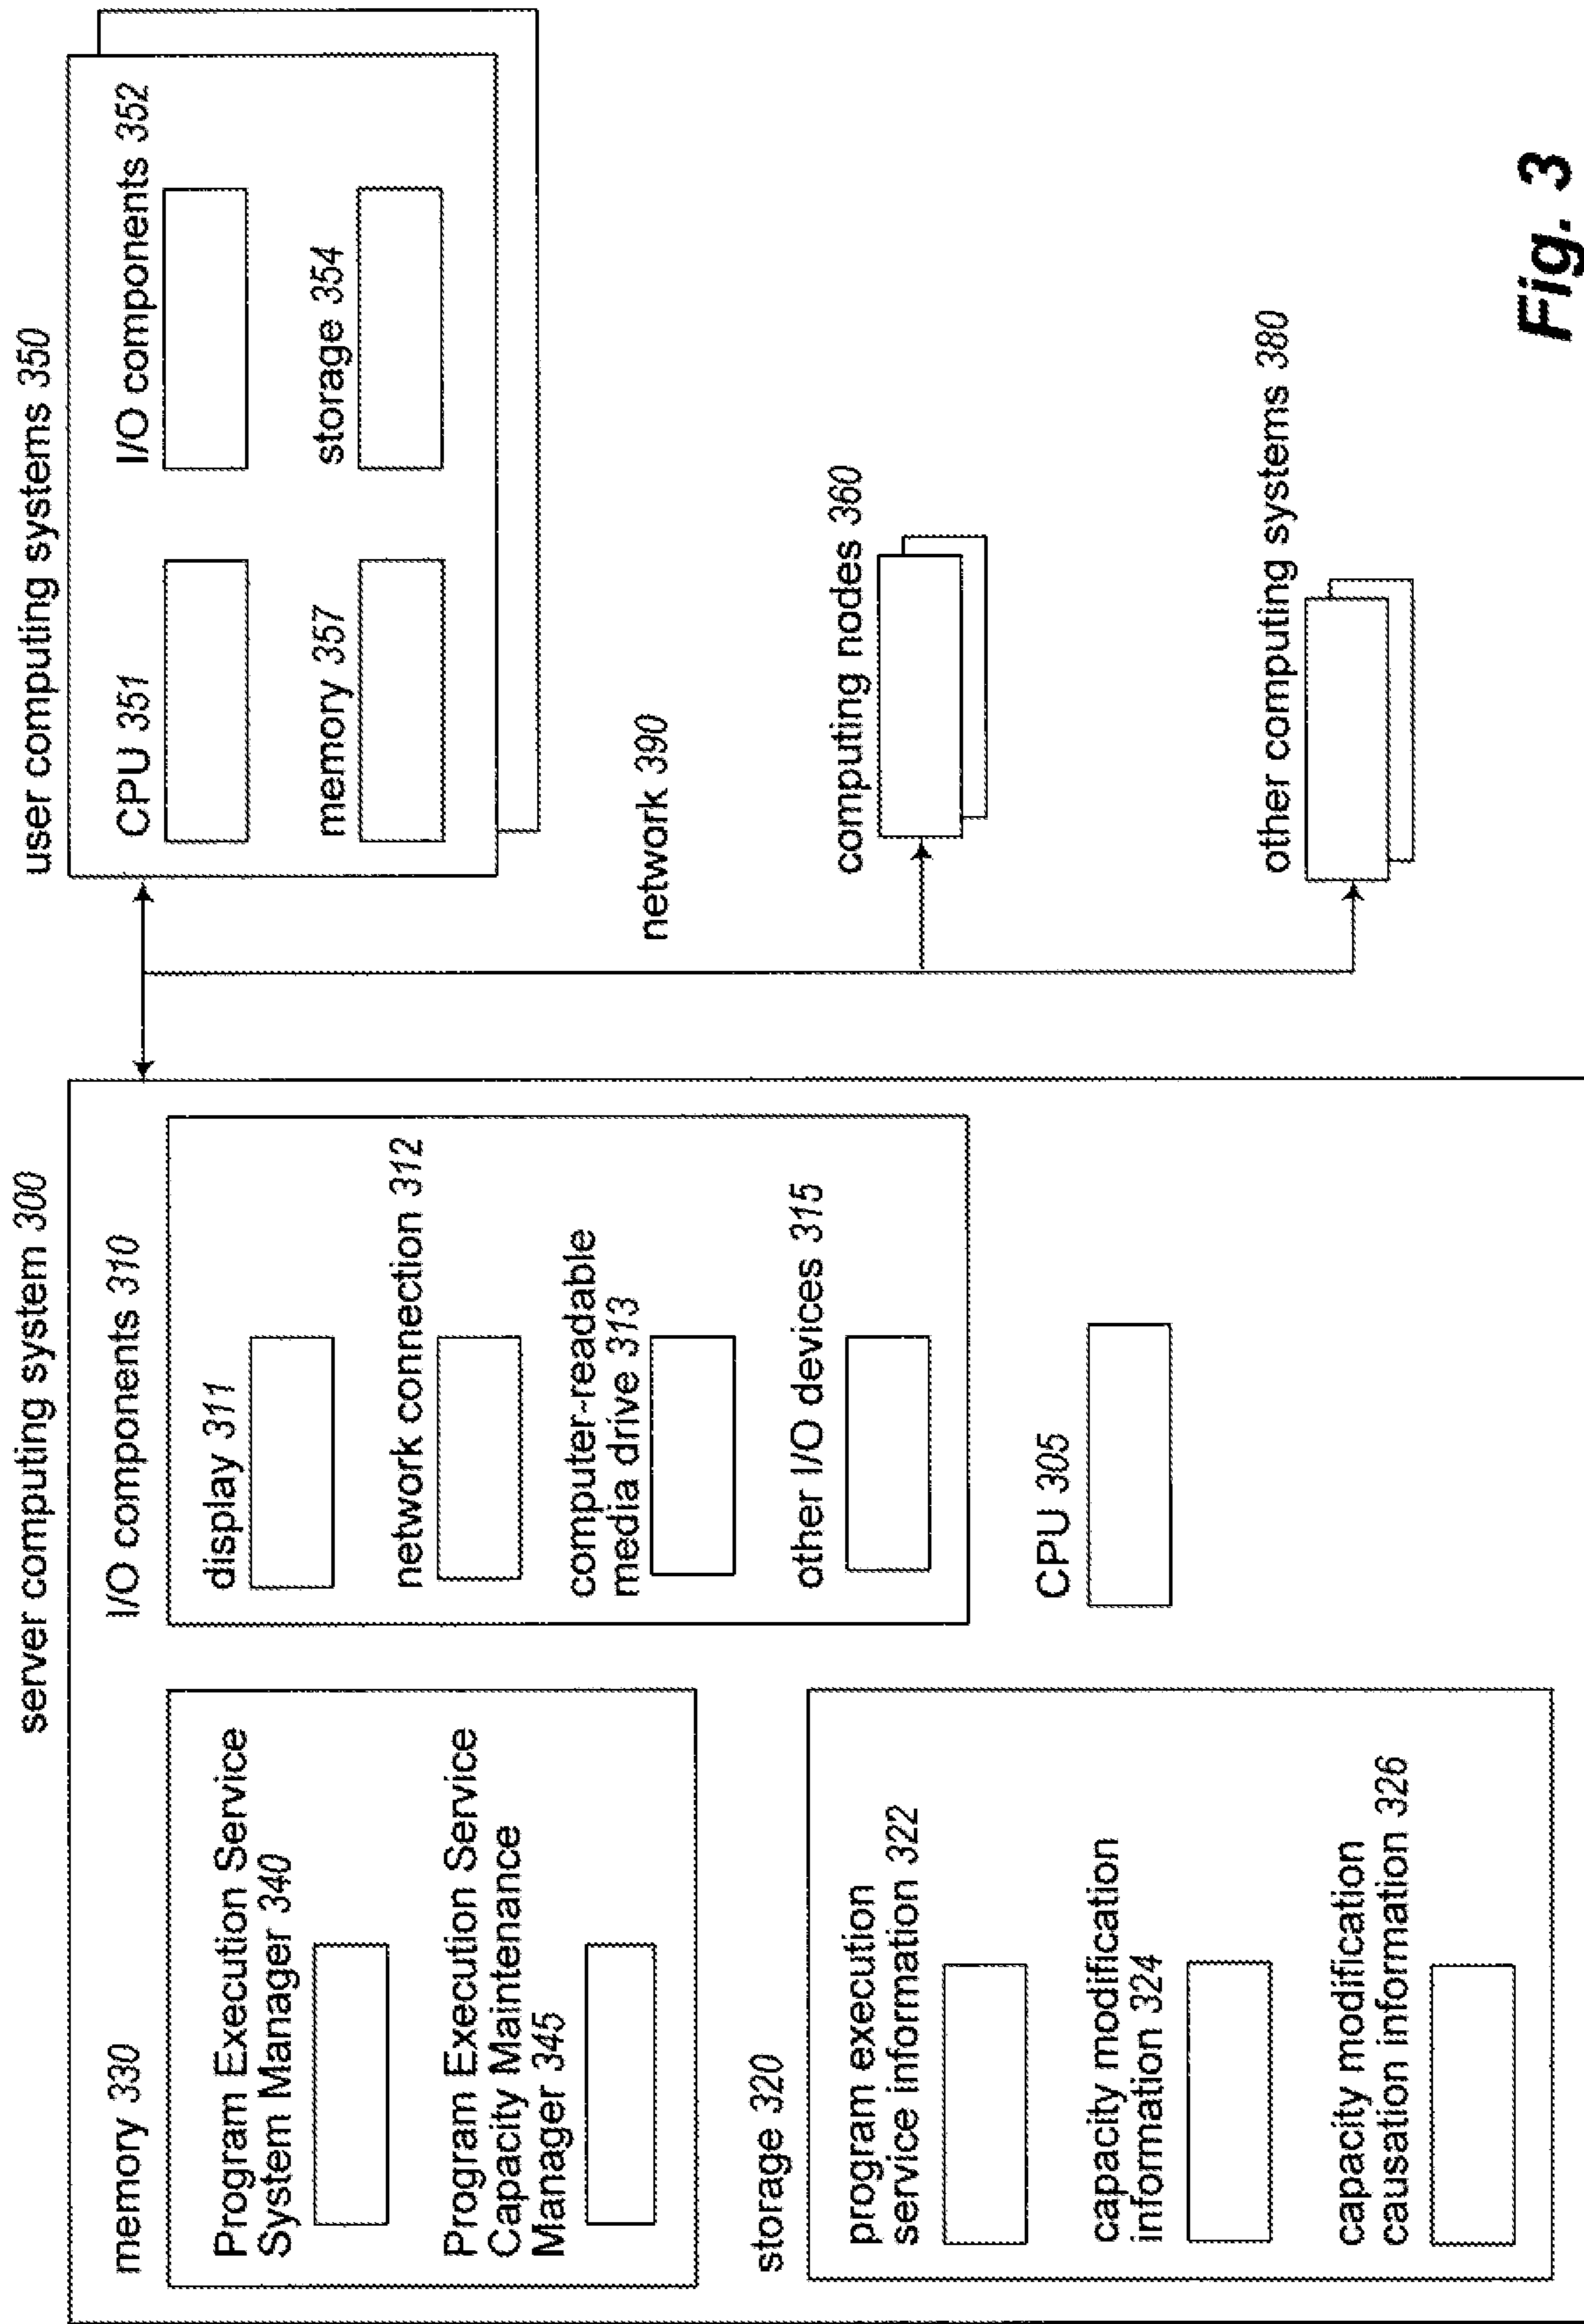 server computing system 300
memory 330
Program Execution Service
System Manager 340
Program Execution Service
Capacity Maintenance
Manager 345
storage 320
program execution
service information 322
capacity modification
information 324
capacity modification
causation information 326
I/O components 310
display 311
network connection 312
computer-readable
media drive 313
other I/O devices 315
CPU 305
user computing systems 350
CPU 351
I/O components 352
memory 357
storage 354
network 390
computing nodes 360
other computing systems 380
Fig. 3